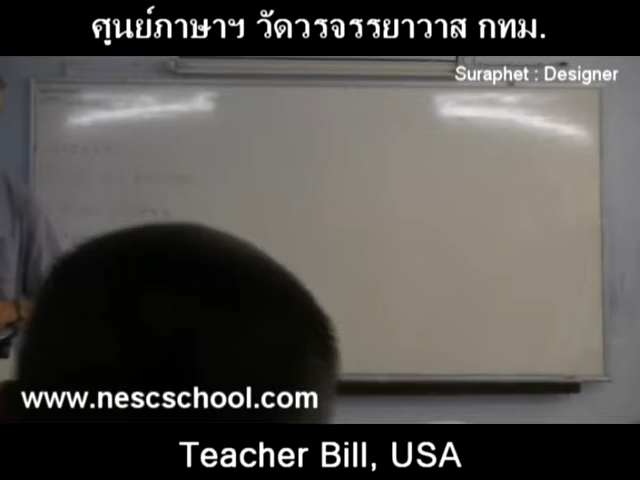 ศูนย์ภาษาฯ วัดวรจรรยาวาส กทม.
Suraphet : Designer
www.nescschool.com
Teacher Bill, USA